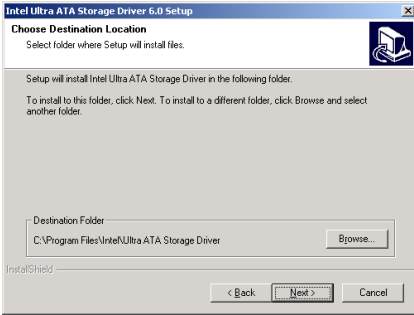 Intel Ultra ATA Storage Driver 6.0 Setup
Choose Destination Location
Select folder where Setup will install files.
Setup will install Intel Ultra ATA Storage Driver in the following folder.
To install to this folder, click Next. To install to a different folder, click Browse and select
another folder.
Destination Folder
C:\Program Files\Intel\Ultra ATA Storage Driver
Browse...
InstallShield
< Back
Next >
Cancel